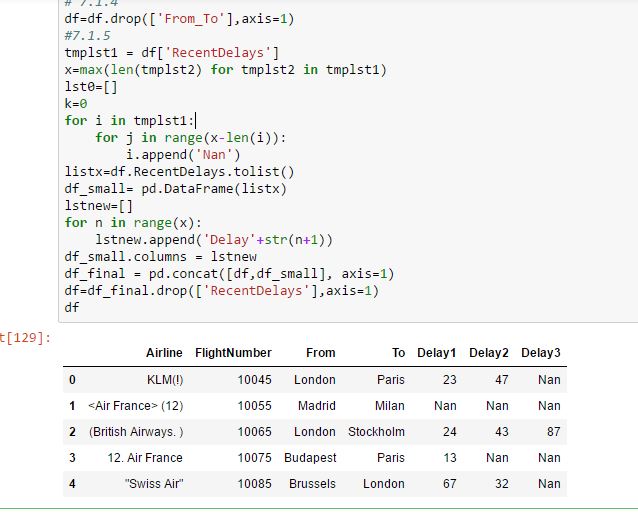 # 7.1.4
df=df.drop(['From_To'],axis=1)
#7.1.5
tmplst1 = df['RecentDelays']
x=max(len(tmplst2) for tmplst2 in tmplst1)
lst0=[]
k=0
for i in tmplst1:
    for j in range(x-len(i)):
        i.append('Nan')
listx=df.RecentDelays.tolist()
df_small= pd.DataFrame(listx)
lstnew=[]
for n in range(x):
    lstnew.append('Delay'+str(n+1))
df_small.columns = lstnew
df_final = pd.concat([df,df_small], axis=1)
df=df_final.drop(['RecentDelays'],axis=1)
df
t[129]:
Airline FlightNumber From To Delay1 Delay2 Delay3
0 KLM(!) 10045 London Paris 23 47 Nan
1 <Air France> (12) 10055 Madrid Milan Nan Nan Nan
2 (British Airways. ) 10065 London Stockholm 24 43 87
3 12. Air France 10075 Budapest Paris 13 Nan Nan
4 "Swiss Air" 10085 Brussels London 67 32 Nan